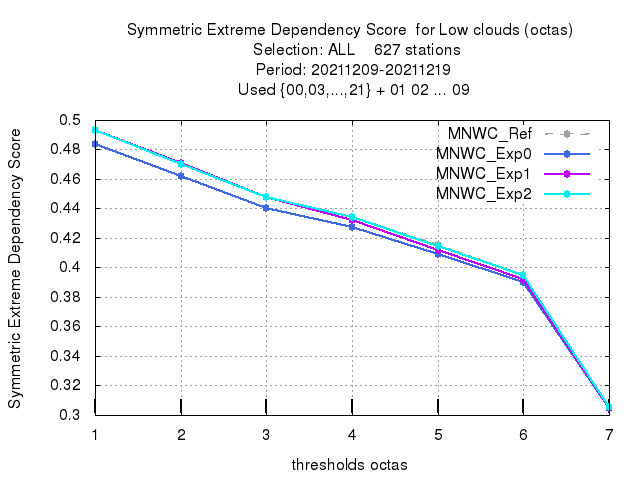 Symmetric Extreme Dependency Score  for Low clouds (octas)
Selection: ALL    627 stations
Period: 20211209-20211219
Used {00,03,...,21} + 01 02 ... 09
Symmetric Extreme Dependency Score
0.5
0.48
0.46
0.44
0.42
0.4
0.38
0.36
0.34
0.32
0.3
MNWC_Ref
MNWC_Exp0
MNWC_Exp1
MNWC_Exp2
1 2 3 4 5 6 7
thresholds octas